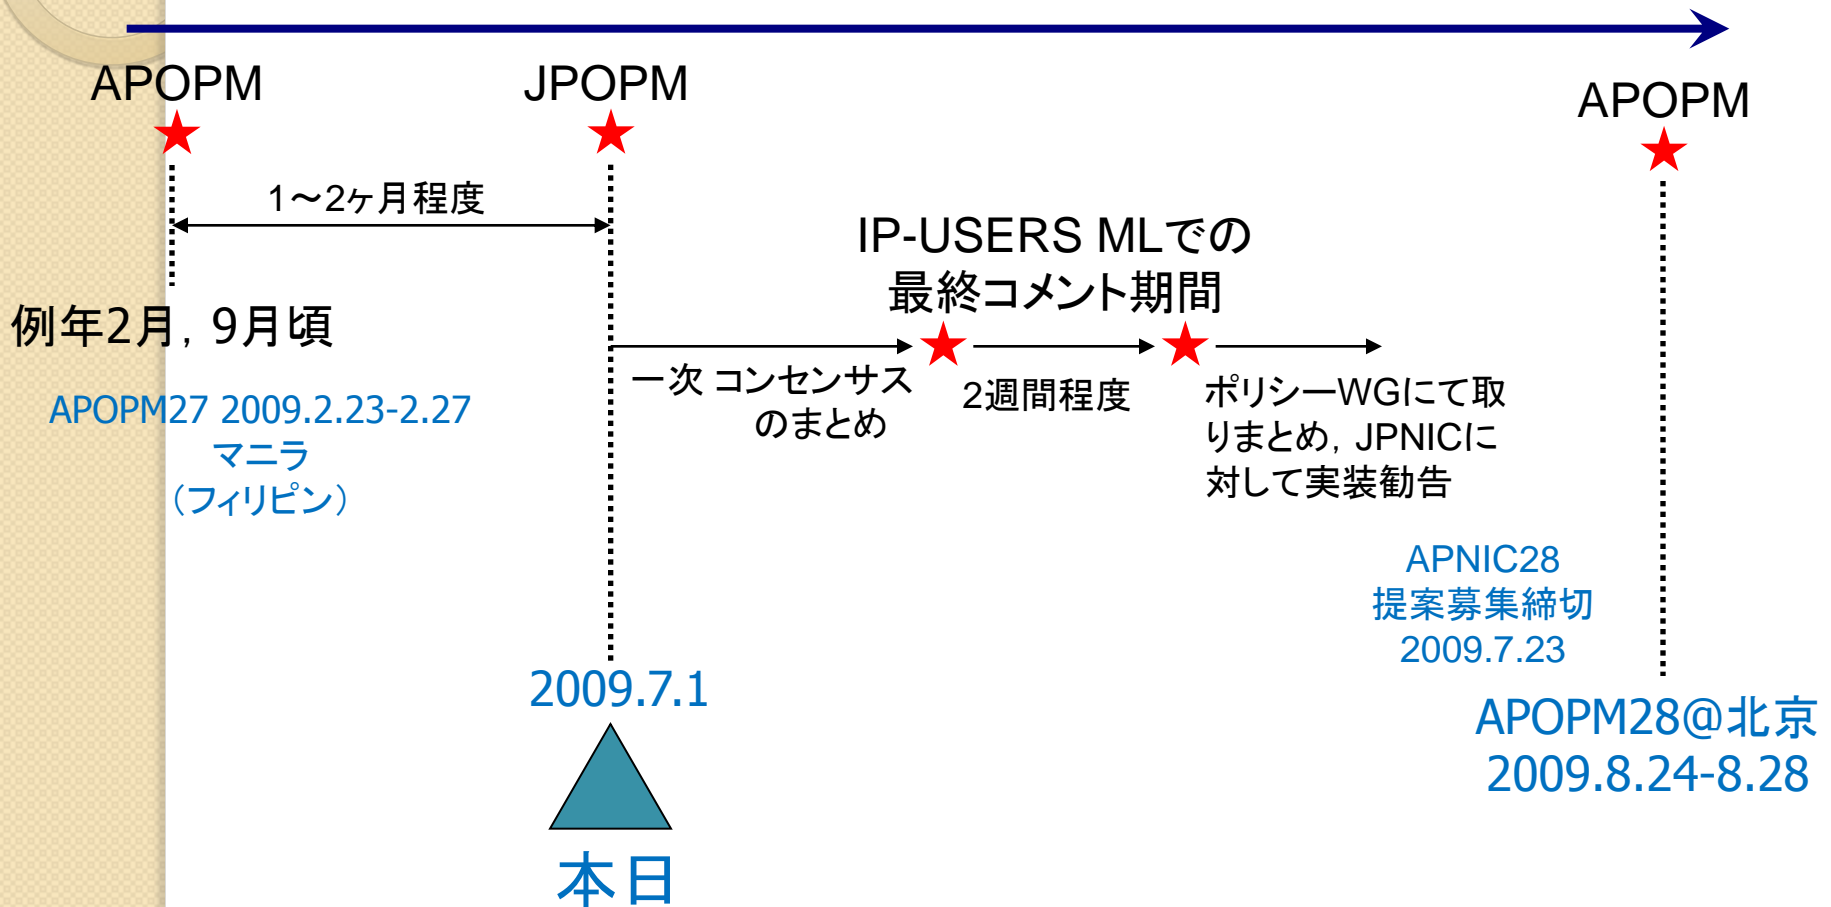 APOPM
JPOPM
APOPM
1～2ヶ月程度
IP-USERS MLでの
最終コメント期間
例年2月, 9月頃
APOPM27 2009.2.23-2.27
マニラ
（フィリピン）
一次 コンセンサス
のまとめ
2週間程度
ポリシーWGにて取
りまとめ, JPNICに
対して実装勧告
APNIC28
提案募集締切
2009.7.23
2009.7.1
本日
APOPM28@北京
2009.8.24-8.28